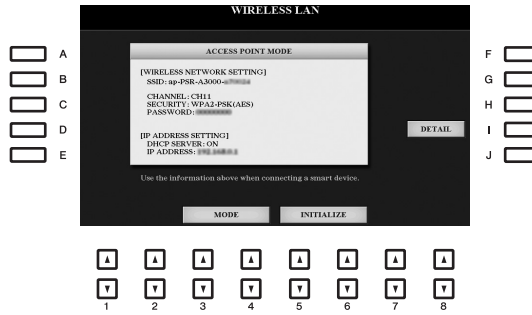 WIRELESS LAN
ACCESS POINT MODE
[WIRELESS NETWORK SETTING]
SSID: ap-PSR-A3000-
CHANNEL: CH11
SECURITY: WPA2-PSK(AES)
PASSWORD:
[IP ADDRESS SETTING]
DHCP SERVER: ON
IP ADDRESS:
Use the information above when connecting a smart device.
MODE
INITIALIZE
DETAIL
A
B
C
D
E
F
G
H
I
J
1 2 3 4 5 6 7 8